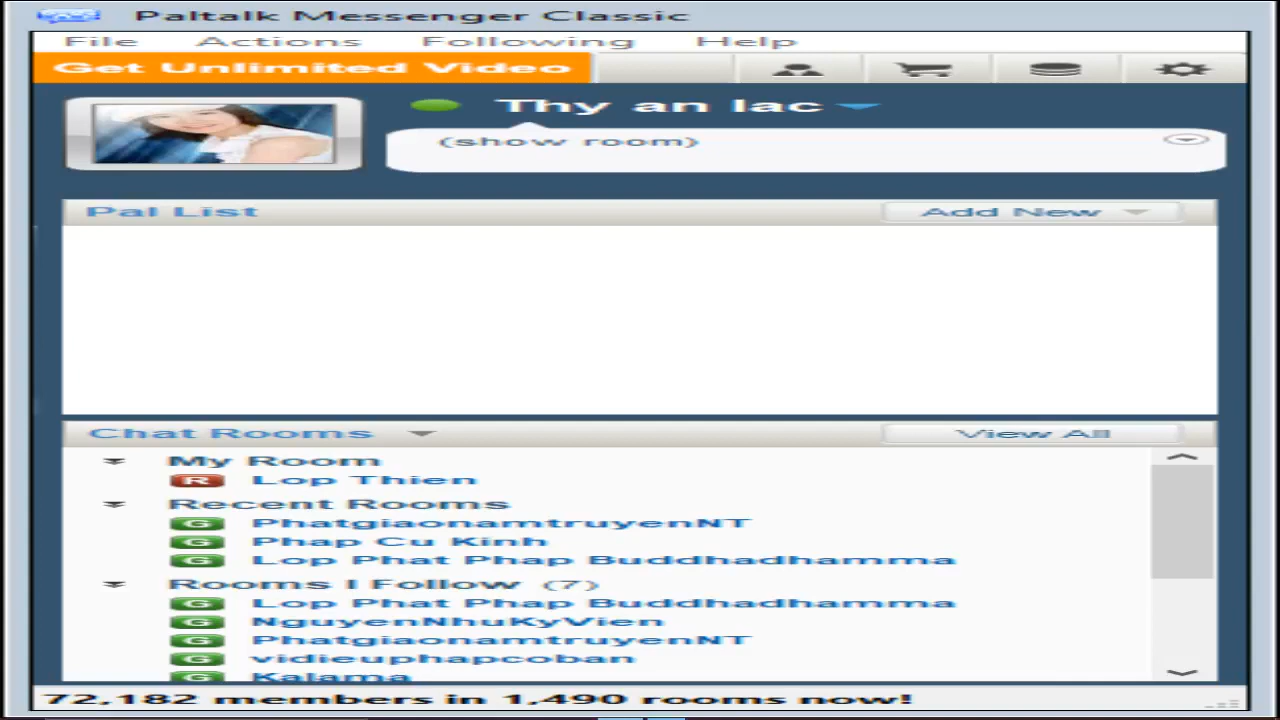 Paltalk Messenger Classic
File Actions Following Help
Get Unlimited Video
Thy an lac
(show room)
Pal List Add New
Chat Rooms View All
My Room
R Lop Thien
Recent Rooms
G PhatgiaonamtruyenNT
G Phap Cu Kinh
G Lop Phat Phap Buddhadhamma
Rooms I Follow (7)
G Lop Phat Phap Buddhadhamma
G NguyenNhuKyVien
G PhatgiaonamtruyenNT
G vidieuphapcoban
G Kalama
72,182 members in 1,490 rooms now!